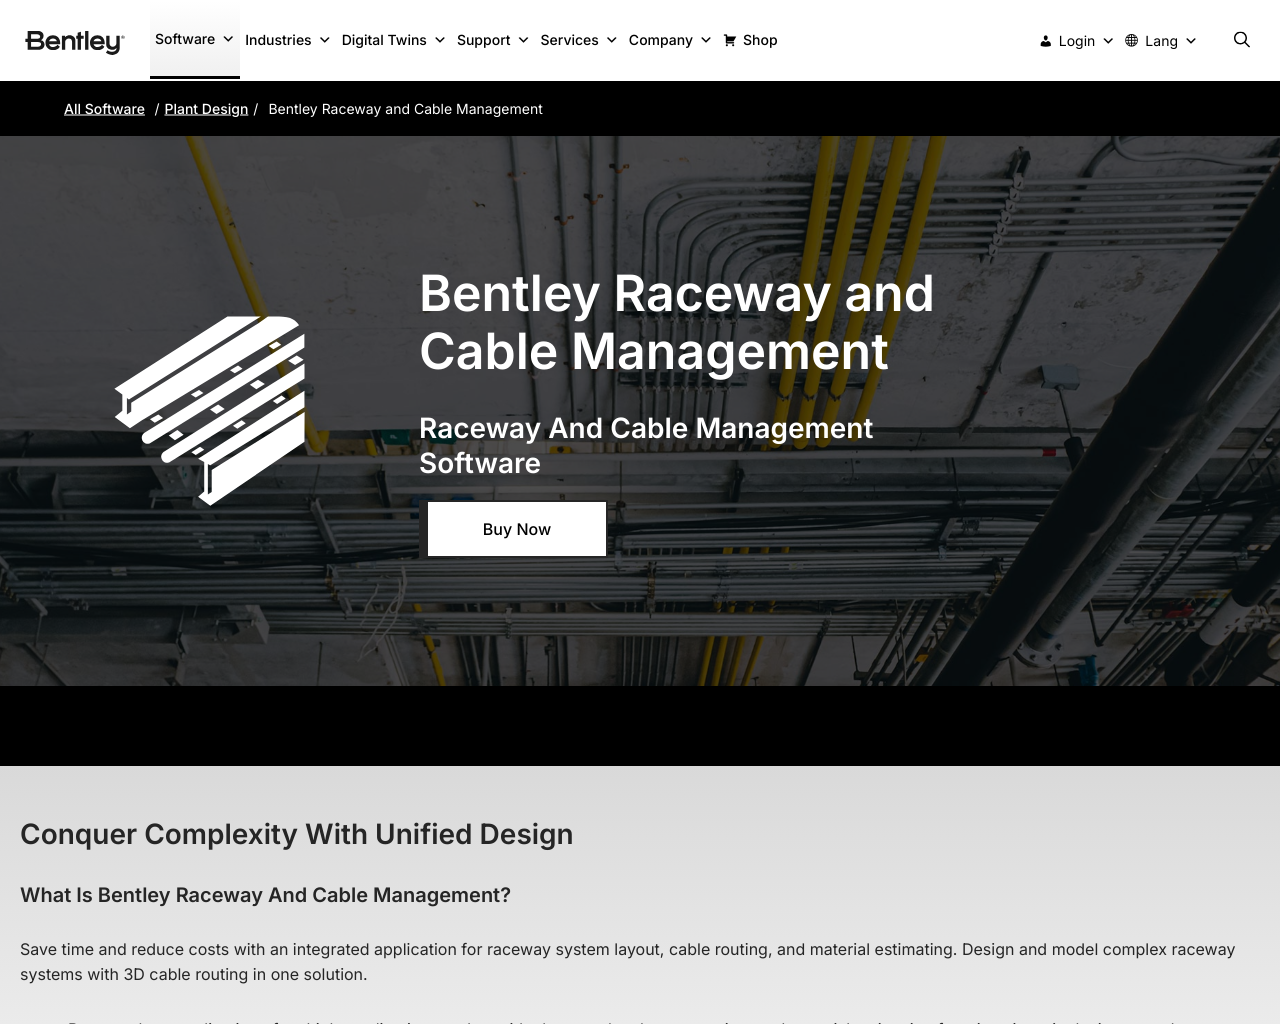 Bentley
Software Industries Digital Twins Support Services Company Shop Login Lang
All Software / Plant Design / Bentley Raceway and Cable Management
Bentley Raceway and
Cable Management
Raceway And Cable Management
Software
Buy Now
Conquer Complexity With Unified Design
What Is Bentley Raceway And Cable Management?
Save time and reduce costs with an integrated application for raceway system layout, cable routing, and material estimating. Design and model complex raceway
systems with 3D cable routing in one solution.